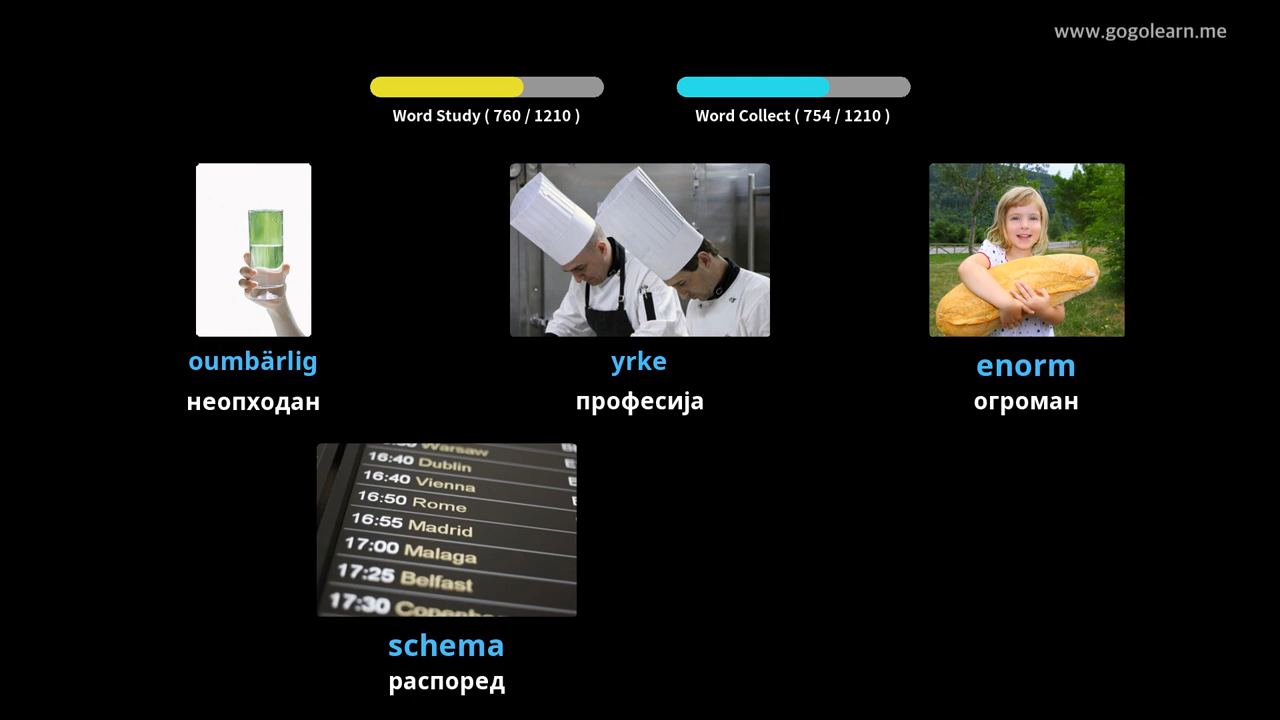 www.gogolearn.me
Word Study ( 760 / 1210 )
Word Collect ( 754 / 1210 )
oumbärlig
неопходан
yrke
професија
enorm
огроман
Warsaw
16:40 Dublin
16:40 Vienna
16:50 Rome
16:55 Madrid
17:00 Malaga
17:25 Belfast
17:30
schema
распоред